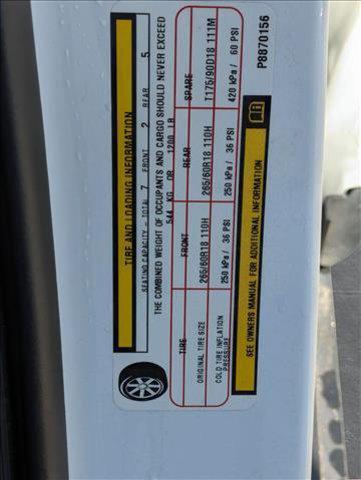 TIRE AND LOADING INFORMATION
SEATING CAPACITY - TOTAL 7 FRONT 2 REAR 5
THE COMBINED WEIGHT OF OCCUPANTS AND CARGO SHOULD NEVER EXCEED
544 KG OR 1200 LB
TIRE FRONT REAR SPARE
ORIGINAL TIRE SIZE 265/60R18 110H 265/60R18 110H T175/90D18 111M
COLD TIRE INFLATION PRESSURE 250 kPa / 36 PSI 250 kPa / 36 PSI 420 kPa / 60 PSI
SEE OWNERS MANUAL FOR ADDITIONAL INFORMATION
P8870156